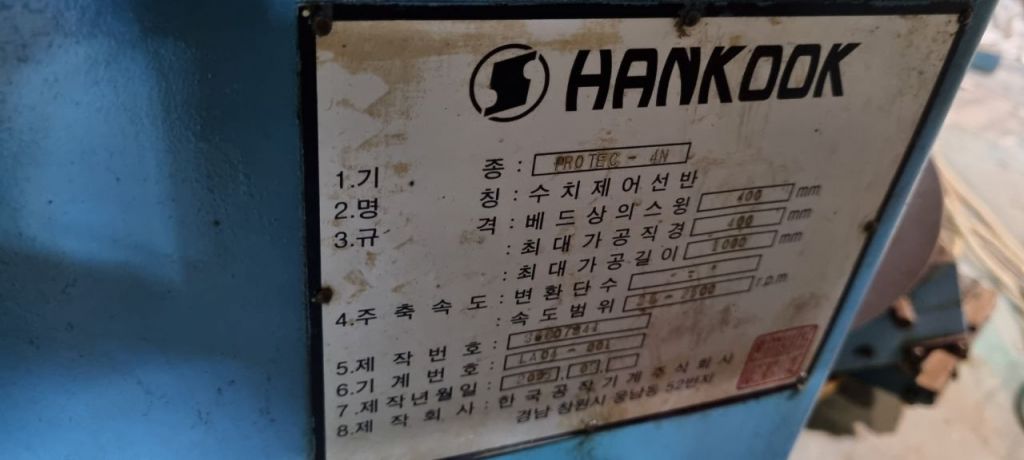 HANKOOK
1.기 종 : PROTEC - 4N
2.명 칭 : 수치제어선반
3.규 격 : 베드상의스윙 400 mm
: 최대가공직경 400 mm
: 최대가공길이 1000 mm
4.주축속도 : 변환단수 - - -
: 속도범위 r.p.m
5.제작번호 :
6.기계번호 : LA04 - 001
7.제작년월일 :
8.제작회사 : 한국공작기계주식회사
경남 창원시 웅남동 52번지